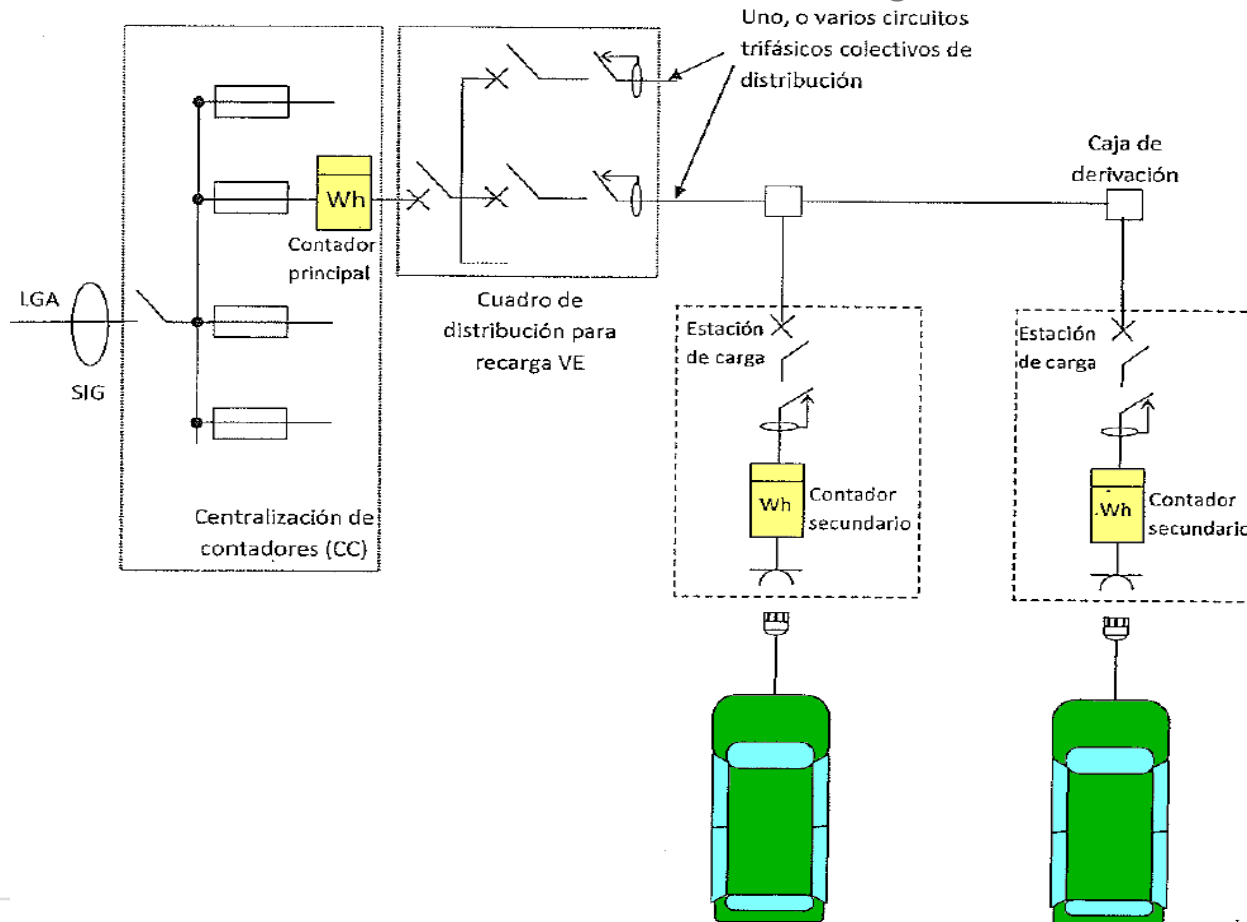 Uno, o varios circuitos
trifásicos colectivos de
distribución
Caja de
derivación
Wh
Contador
principal
LGA
SIG
Cuadro de
distribución para
recarga VE
Estación
de carga
Estación
de carga
Wh
Contador
secundario
Wh
Contador
secundario
Centralización de
contadores (CC)